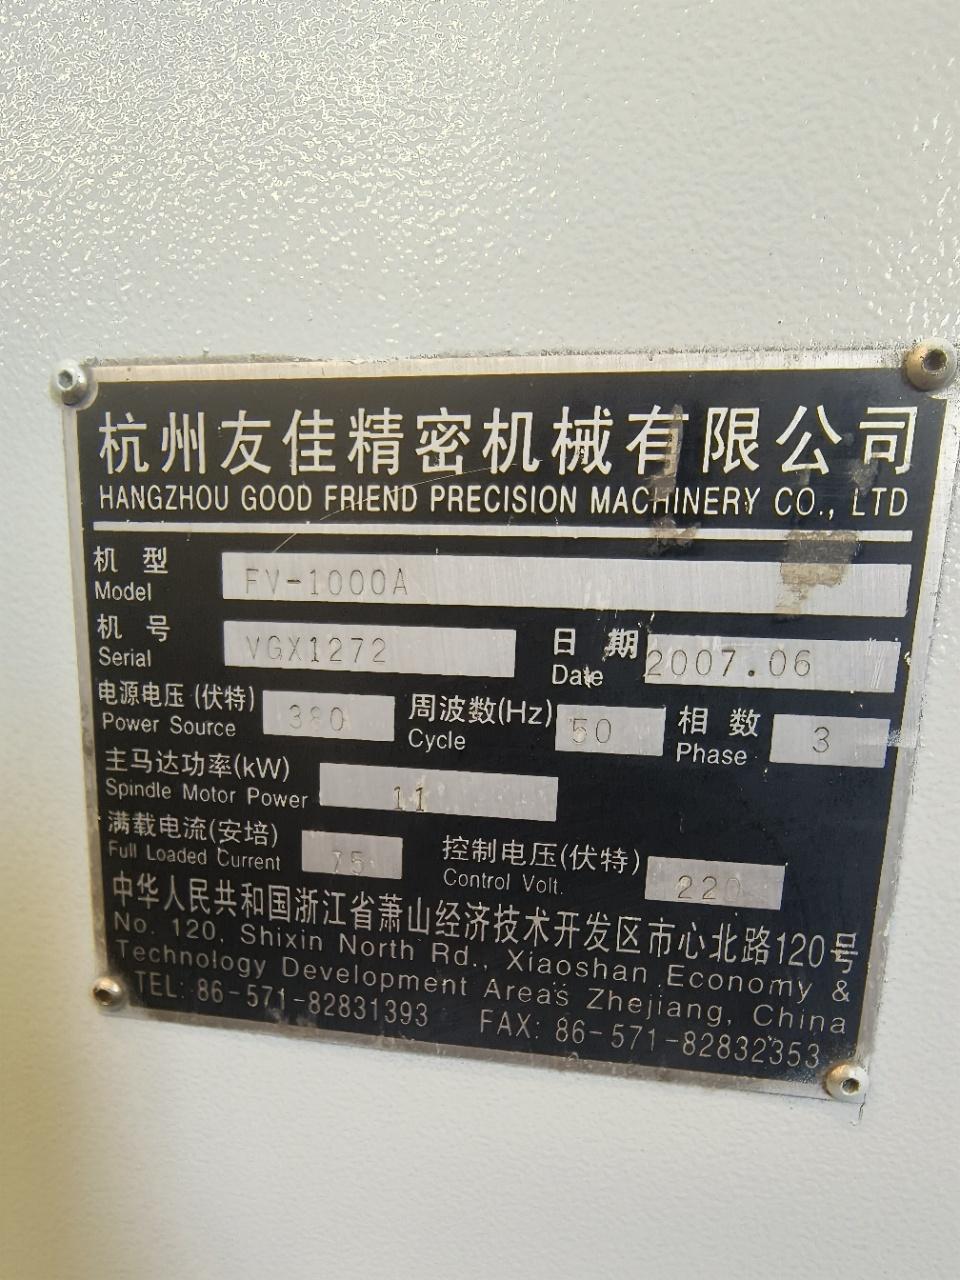 杭州友佳精密机械有限公司
HANGZHOU GOOD FRIEND PRECISION MACHINERY CO., LTD
机 型 FV-1000A
Model
机 号 VGX1272 日 期 2007.06
Serial Date
电源电压(伏特) 380 周波数(Hz) 50 相 数 3
Power Source Cycle Phase
主马达功率(kW) 11
Spindle Motor Power
满载电流(安培) 75 控制电压(伏特) 220
Full Loaded Current Control Volt.
中华人民共和国浙江省萧山经济技术开发区市心北路120号
No. 120, Shixin North Rd., Xiaoshan Economy &
Technology Development Areas Zhejiang, China
TEL: 86-571-82831393 FAX: 86-571-82832353